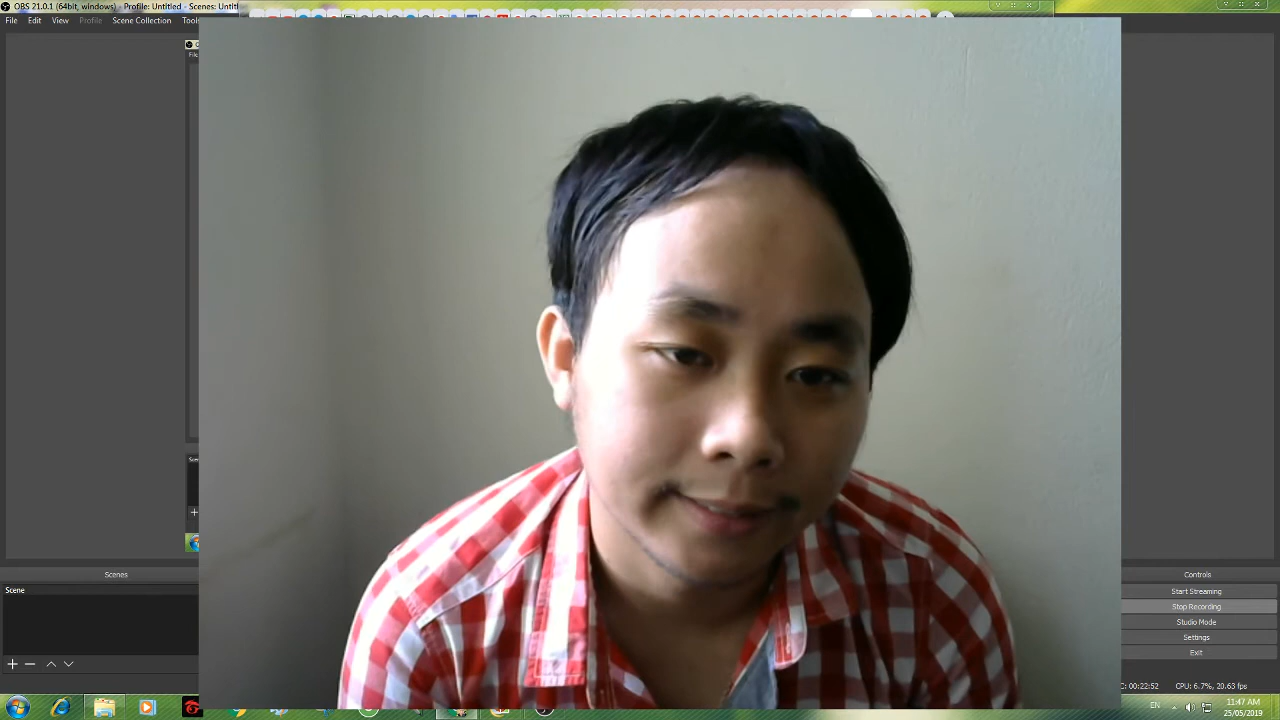 OBS 21.0.1 (64bit, windows) - Profile: Untitled - Scenes: Untitl
File Edit View Profile Scene Collection Tools
Scenes
Scene
Controls
Start Streaming
Stop Recording
Studio Mode
Settings
Exit
C: 00:22:52 CPU: 6.7%, 20.63 fps
EN
11:47 AM
25/05/2019